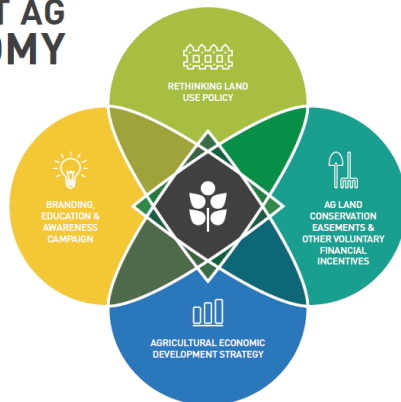 AG
OMY
RETHINKING LAND
USE POLICY
BRANDING,
EDUCATION &
AWARENESS
CAMPAIGN
AG LAND
CONSERVATION
EASEMENTS &
OTHER VOLUNTARY
FINANCIAL
INCENTIVES
AGRICULTURAL ECONOMIC
DEVELOPMENT STRATEGY